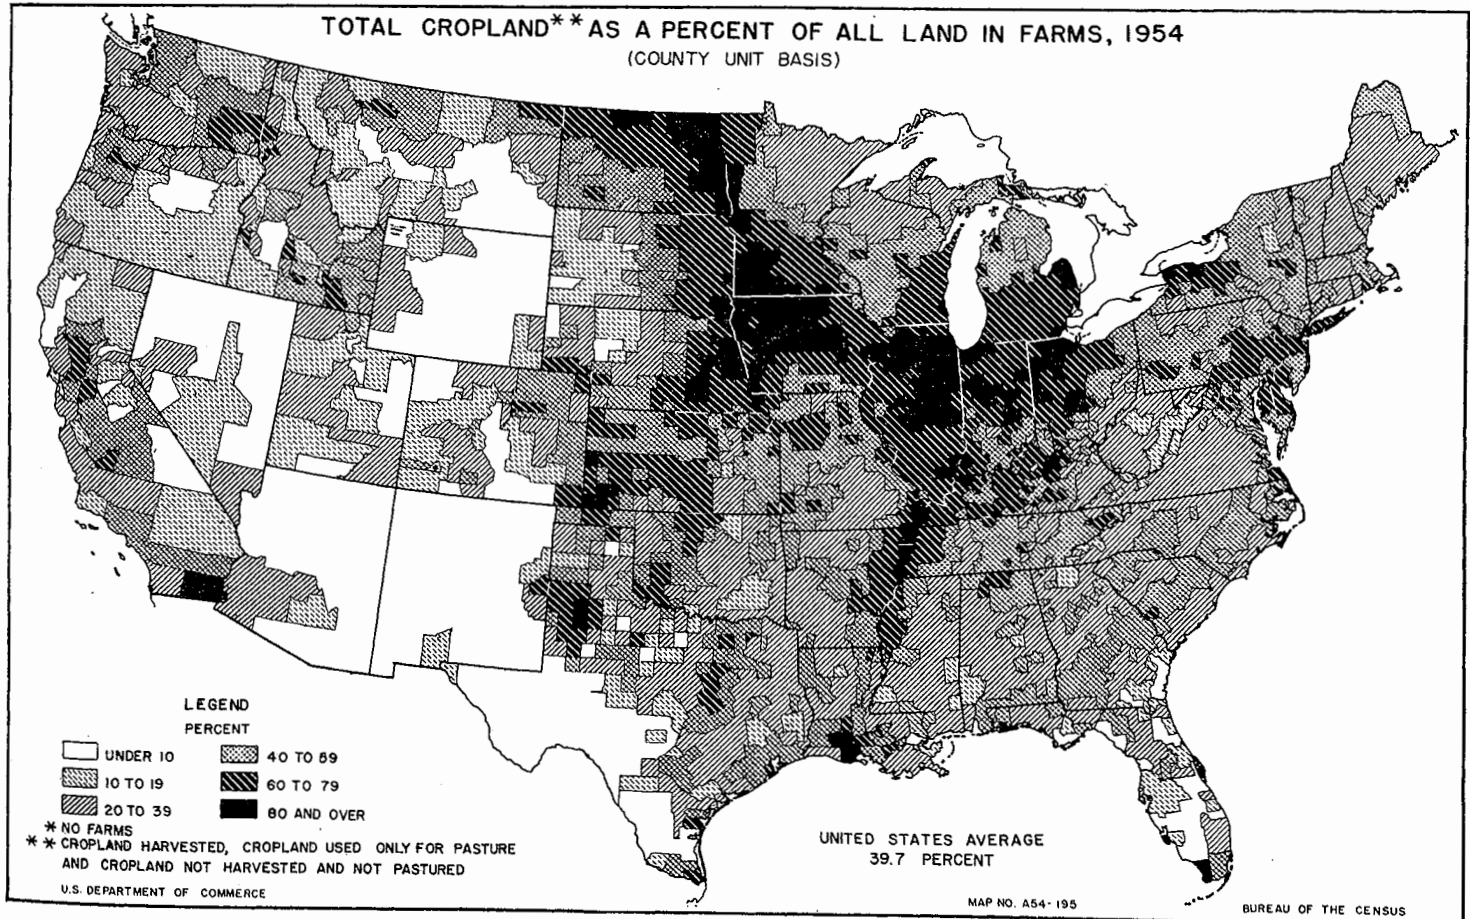 TOTAL CROPLAND** AS A PERCENT OF ALL LAND IN FARMS, 1954
(COUNTY UNIT BASIS)
LEGEND
PERCENT
UNDER 10
10 TO 19
20 TO 39
40 TO 59
60 TO 79
80 AND OVER
* NO FARMS
** CROPLAND HARVESTED, CROPLAND USED ONLY FOR PASTURE
AND CROPLAND NOT HARVESTED AND NOT PASTURED
U.S. DEPARTMENT OF COMMERCE
UNITED STATES AVERAGE
39.7 PERCENT
MAP NO. A54-195
BUREAU OF THE CENSUS